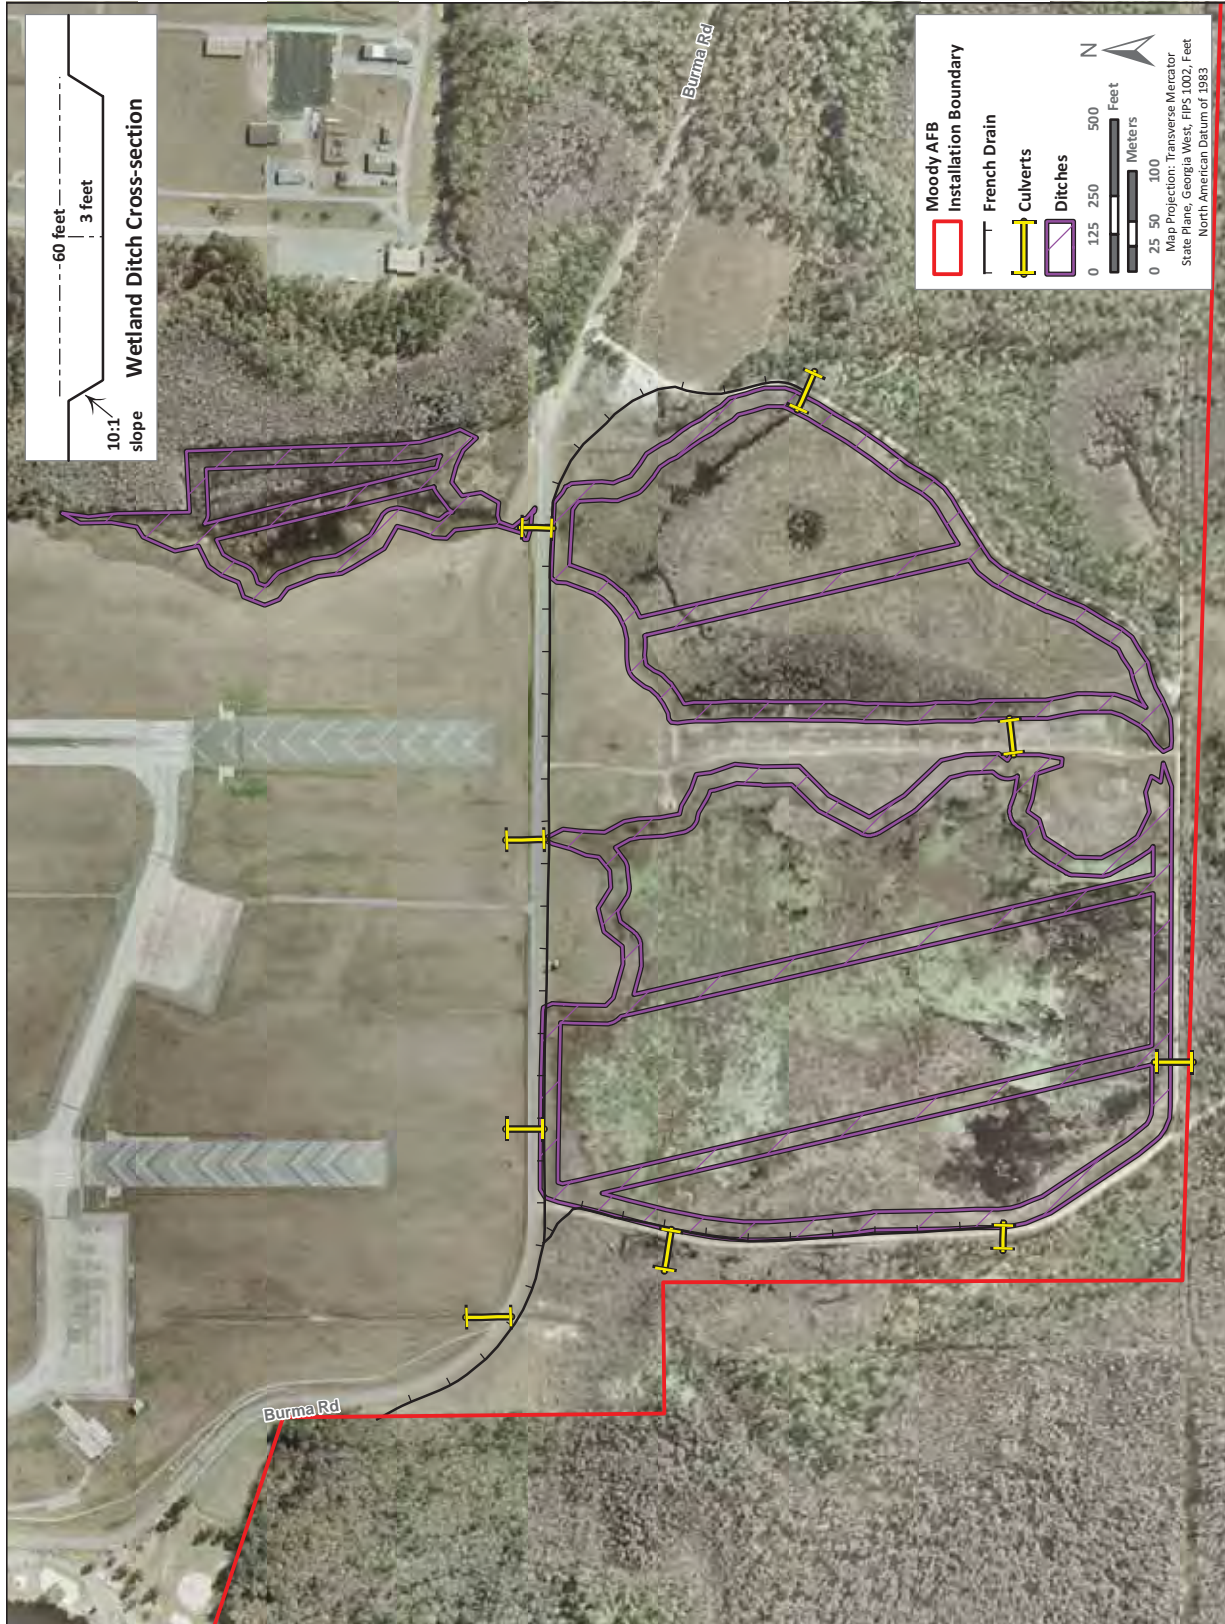 60 feet
3 feet
10:1
slope
Wetland Ditch Cross-section
Burma Rd
Burma Rd
Moody AFB
Installation Boundary
French Drain
Culverts
Ditches
N
0 125 250 500
Feet
Meters
0 25 50 100
Map Projection: Transverse Mercator
State Plane, Georgia West, FIPS 1002, Feet
North American Datum of 1983